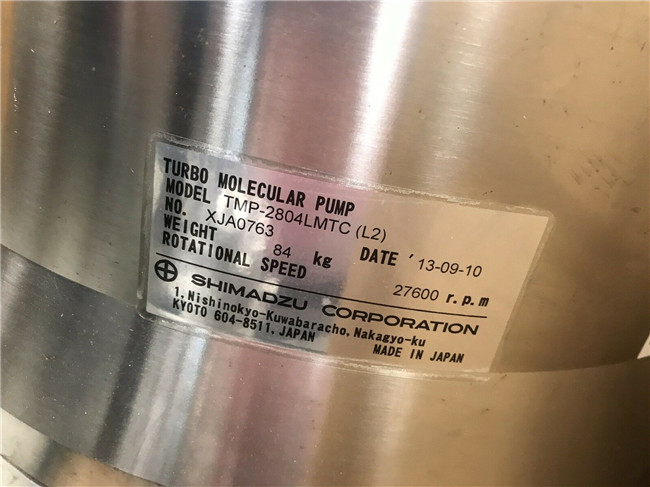 TURBO MOLECULAR PUMP
MODEL TMP-2804LMTC (L2)
NO. XJA0763 DATE '13-09-10
WEIGHT 84 kg
ROTATIONAL SPEED 27600 r.p.m
SHIMADZU CORPORATION
1, Nishinokyo-Kuwabaracho, Nakagyo-ku
KYOTO 604-8511, JAPAN MADE IN JAPAN